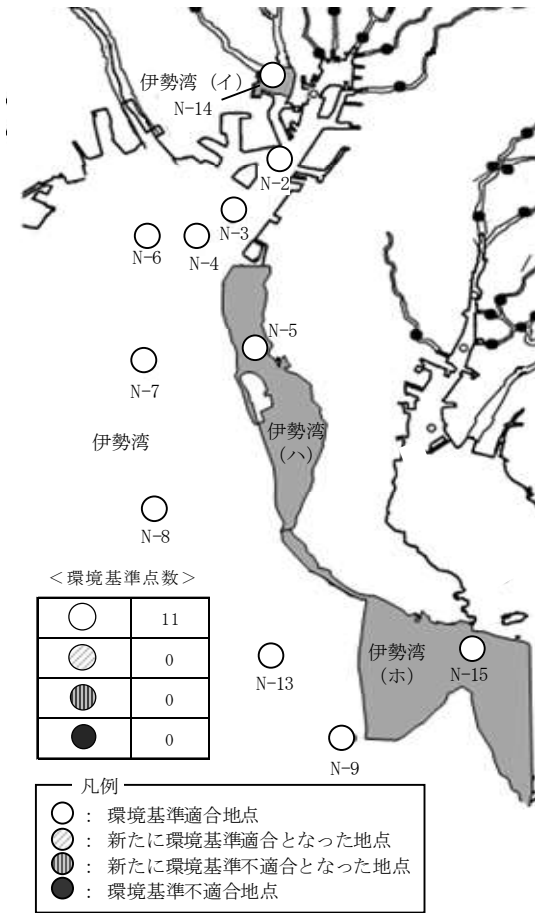 伊勢湾（イ）
N-14
N-2
N-3
N-4
N-6
N-5
N-7
伊勢湾
（ハ）
伊勢湾
N-8
＜環境基準点数＞
11
0
0
0
伊勢湾
（ホ）
N-15
N-13
N-9
凡例
： 環境基準適合地点
： 新たに環境基準適合となった地点
： 新たに環境基準不適合となった地点
： 環境基準不適合地点